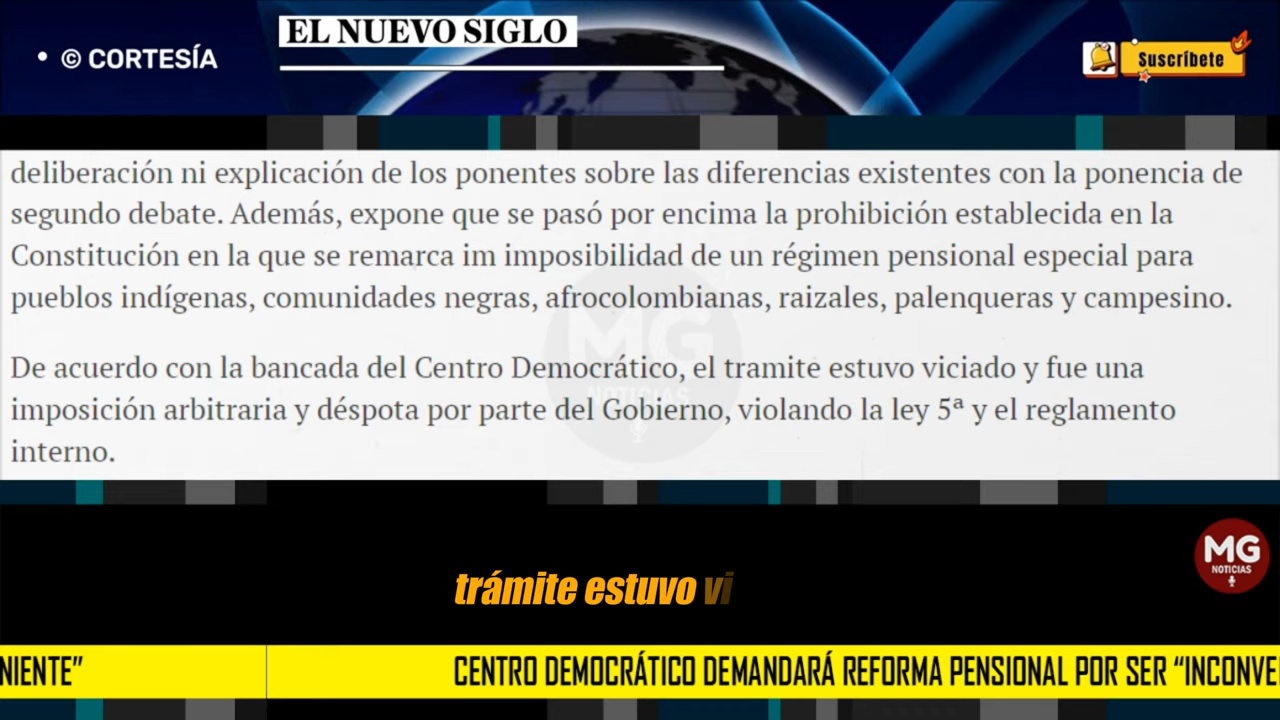 EL NUEVO SIGLO
• © CORTESÍA
Suscríbete
deliberación ni explicación de los ponentes sobre las diferencias existentes con la ponencia de
segundo debate. Además, expone que se pasó por encima la prohibición establecida en la
Constitución en la que se remarca im imposibilidad de un régimen pensional especial para
pueblos indígenas, comunidades negras, afrocolombianas, raizales, palenqueras y campesino.
De acuerdo con la bancada del Centro Democrático, el tramite estuvo viciado y fue una
imposición arbitraria y déspota por parte del Gobierno, violando la ley 5ª y el reglamento
interno.
MG
NOTICIAS
MG
NOTICIAS
trámite estuvo vi
NIENTE” CENTRO DEMOCRÁTICO DEMANDARÁ REFORMA PENSIONAL POR SER “INCONVE